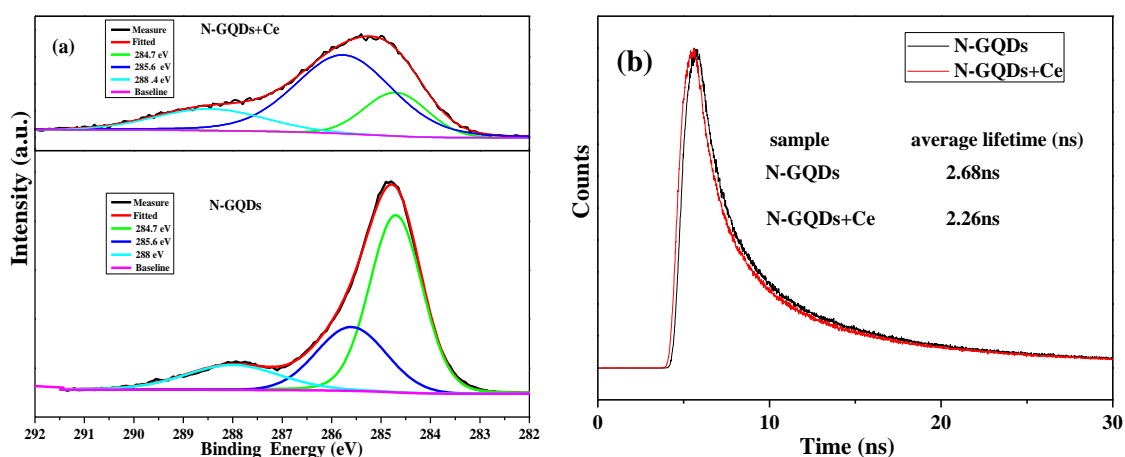 (a)
N-GQDs+Ce
Measure
Fitted
284.7 eV
285.6 eV
288 .4 eV
Baseline
N-GQDs
Measure
Fitted
284.7 eV
285.6 eV
288 eV
Baseline
Intensity (a.u.)
292 291 290 289 288 287 286 285 284 283 282
Binding Energy (eV)
(b)
N-GQDs
N-GQDs+Ce
sample average lifetime (ns)
N-GQDs 2.68ns
N-GQDs+Ce 2.26ns
Counts
0 10 20 30
Time (ns)